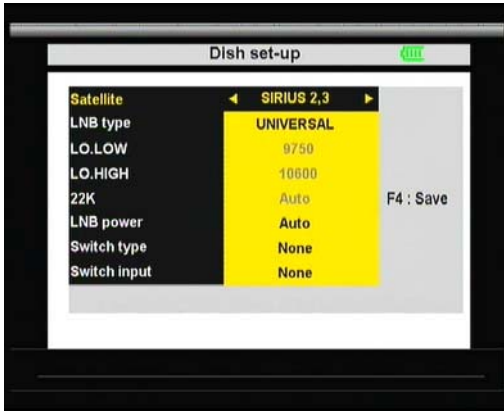 Dish set-up
Satellite SIRIUS 2,3
LNB type UNIVERSAL
LO.LOW 9750
LO.HIGH 10600
22K Auto
F4 : Save
LNB power Auto
Switch type None
Switch input None